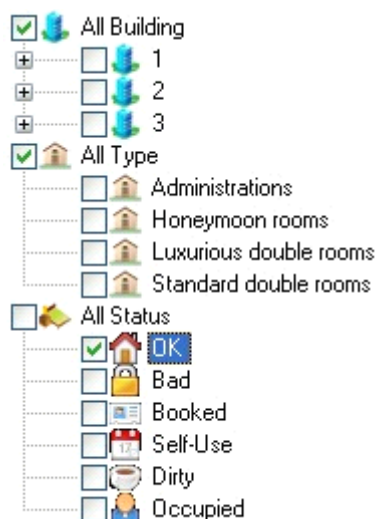 All Building
1
2
3
All Type
Administrations
Honeymoon rooms
Luxurious double rooms
Standard double rooms
All Status
OK
Bad
Booked
Self-Use
Dirty
Occupied